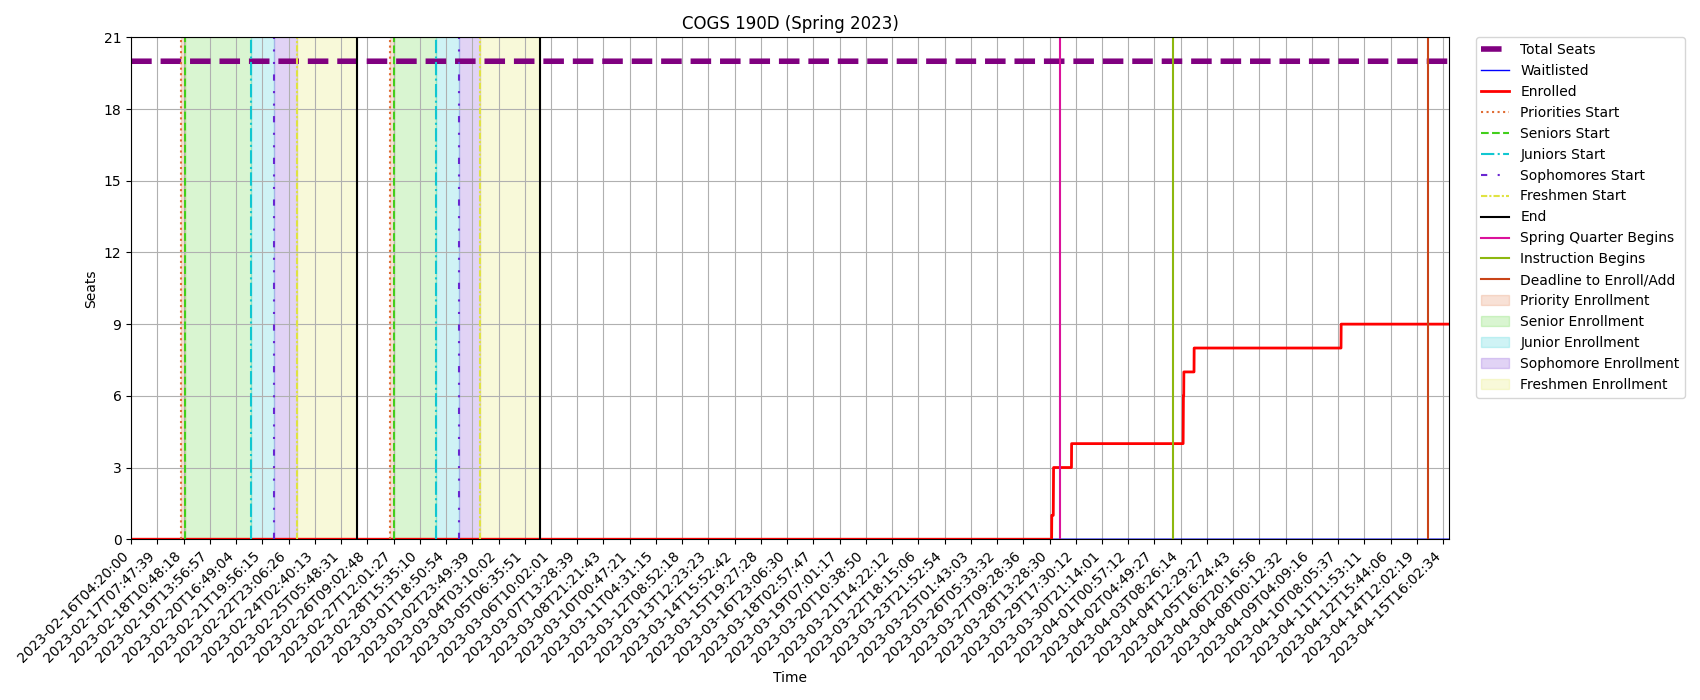 COGS 190D (Spring 2023)
Seats
21
18
15
12
9
6
3
0
2023-02-16T04:20:00
2023-02-17T07:47:39
2023-02-18T10:48:18
2023-02-19T13:56:57
2023-02-20T16:49:04
2023-02-21T19:56:15
2023-02-22T23:06:26
2023-02-24T02:40:13
2023-02-25T05:48:31
2023-02-26T09:02:48
2023-02-27T12:01:27
2023-02-28T15:35:10
2023-03-01T18:50:54
2023-03-02T23:49:39
2023-03-04T03:10:02
2023-03-05T06:35:51
2023-03-06T10:02:01
2023-03-07T13:28:39
2023-03-08T21:21:43
2023-03-10T00:47:21
2023-03-11T04:31:15
2023-03-12T08:52:18
2023-03-13T12:23:23
2023-03-14T15:52:42
2023-03-15T19:27:28
2023-03-16T23:06:30
2023-03-18T02:57:47
2023-03-19T07:01:17
2023-03-20T10:38:50
2023-03-21T14:22:12
2023-03-22T18:15:06
2023-03-23T21:52:54
2023-03-25T01:43:03
2023-03-26T05:33:32
2023-03-27T09:28:36
2023-03-28T13:28:30
2023-03-29T17:30:12
2023-03-30T21:14:01
2023-04-01T00:57:12
2023-04-02T04:49:27
2023-04-03T08:26:14
2023-04-04T12:29:27
2023-04-05T16:24:43
2023-04-06T20:16:56
2023-04-08T00:12:32
2023-04-09T04:09:16
2023-04-10T08:05:37
2023-04-11T11:53:11
2023-04-12T15:44:06
2023-04-14T12:02:19
2023-04-15T16:02:34
Time
Total Seats
Waitlisted
Enrolled
Priorities Start
Seniors Start
Juniors Start
Sophomores Start
Freshmen Start
End
Spring Quarter Begins
Instruction Begins
Deadline to Enroll/Add
Priority Enrollment
Senior Enrollment
Junior Enrollment
Sophomore Enrollment
Freshmen Enrollment